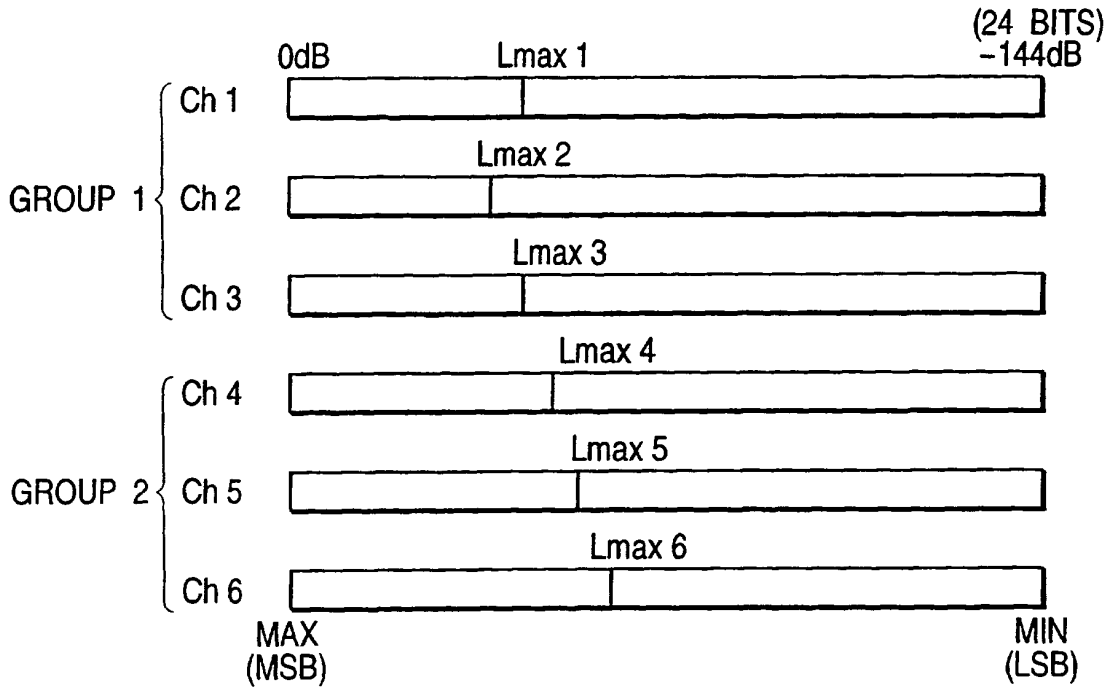 (24 BITS)
0dB Lmax 1 −144dB
Ch 1
Lmax 2
GROUP 1 Ch 2
Lmax 3
Ch 3
Lmax 4
Ch 4
Lmax 5
GROUP 2 Ch 5
Lmax 6
Ch 6
MAX MIN
(MSB) (LSB)